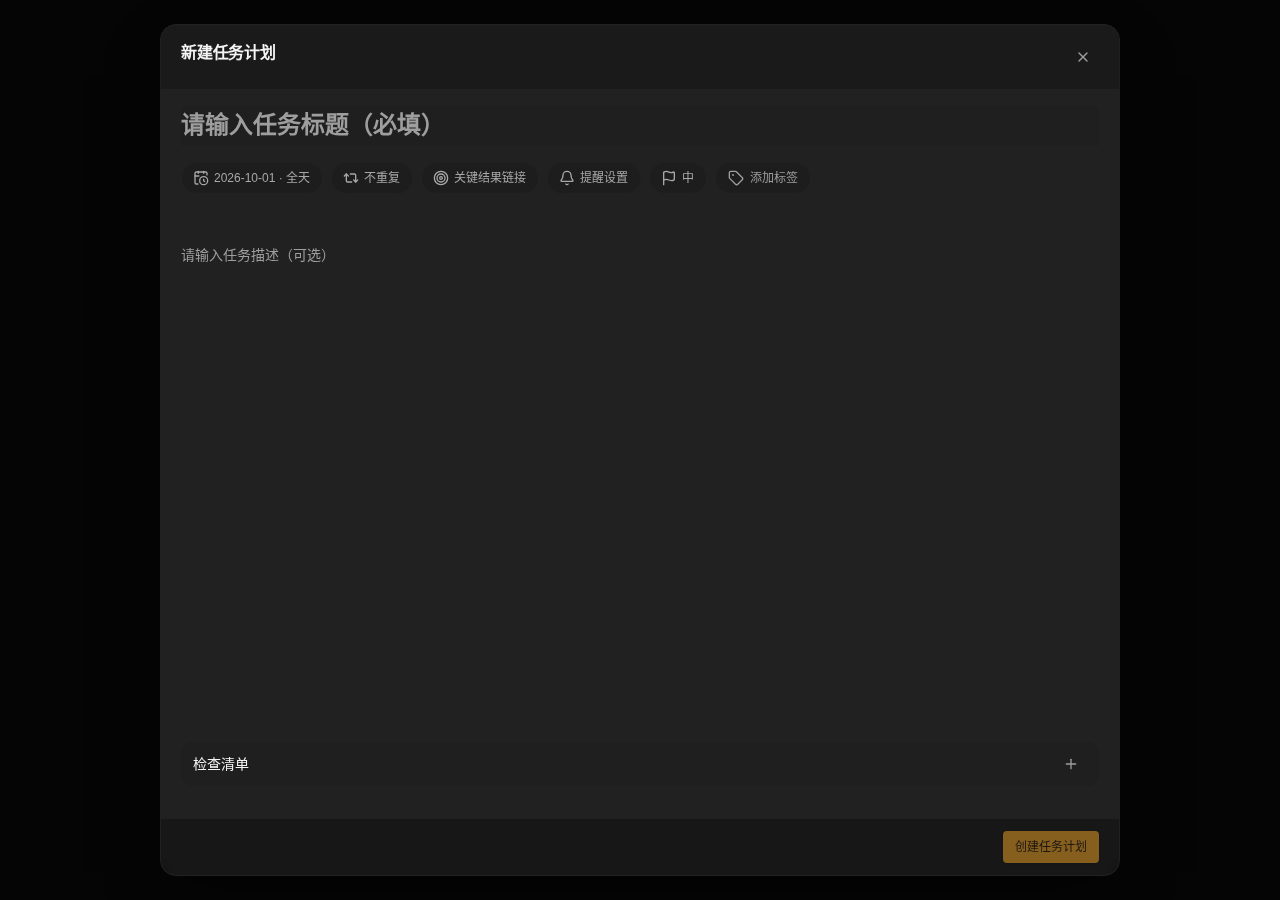 新建任务计划
请输入任务标题（必填）
2026-10-01 · 全天 不重复 关键结果链接 提醒设置 中 添加标签
请输入任务描述（可选）
检查清单
创建任务计划